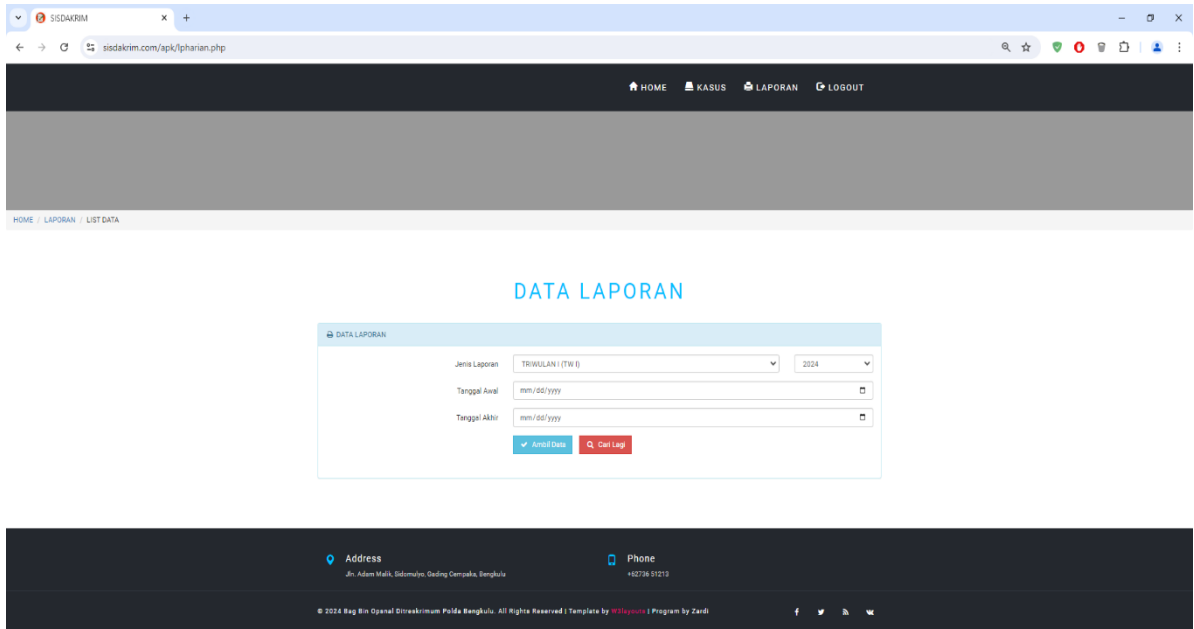 SISDAKRIM
sisdakrim.com/apk/lpharian.php
HOME KASUS LAPORAN LOGOUT
HOME / LAPORAN / LIST DATA
DATA LAPORAN
DATA LAPORAN
Jenis Laporan TRIWULAN I (TW I) 2024
Tanggal Awal mm/dd/yyyy
Tanggal Akhir mm/dd/yyyy
Ambil Data Cari Lagi
Address Phone
Jln. Adam Malik, Sidomulyo, Gading Cempaka, Bengkulu +62736 51213
© 2024 Bag Bin Opsnal Ditreskrimum Polda Bengkulu. All Rights Reserved | Template by W3layouts | Program by Zardi